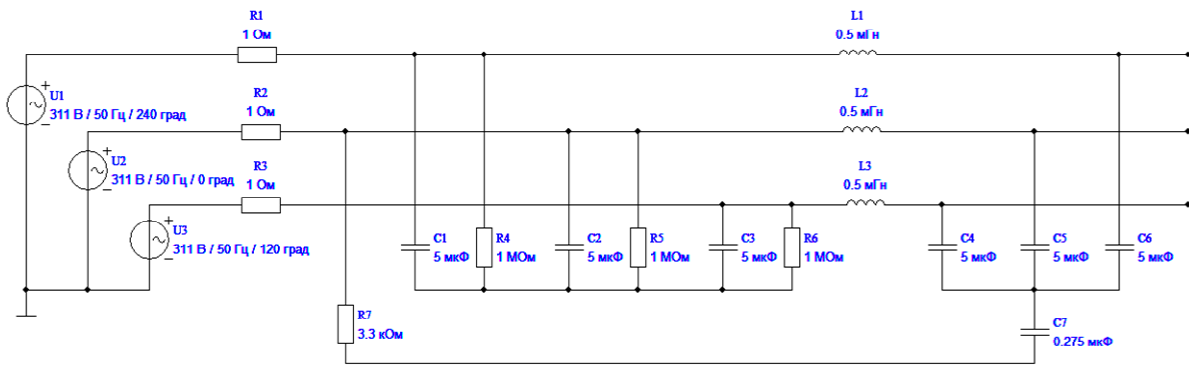 R1
1 Ом
L1
0.5 мГн
U1
311 В / 50 Гц / 240 град
R2
1 Ом
L2
0.5 мГн
U2
311 В / 50 Гц / 0 град
R3
1 Ом
L3
0.5 мГн
U3
311 В / 50 Гц / 120 град
C1
5 мкФ
R4
1 МОм
C2
5 мкФ
R5
1 МОм
C3
5 мкФ
R6
1 МОм
C4
5 мкФ
C5
5 мкФ
C6
5 мкФ
R7
3.3 кОм
C7
0.275 мкФ